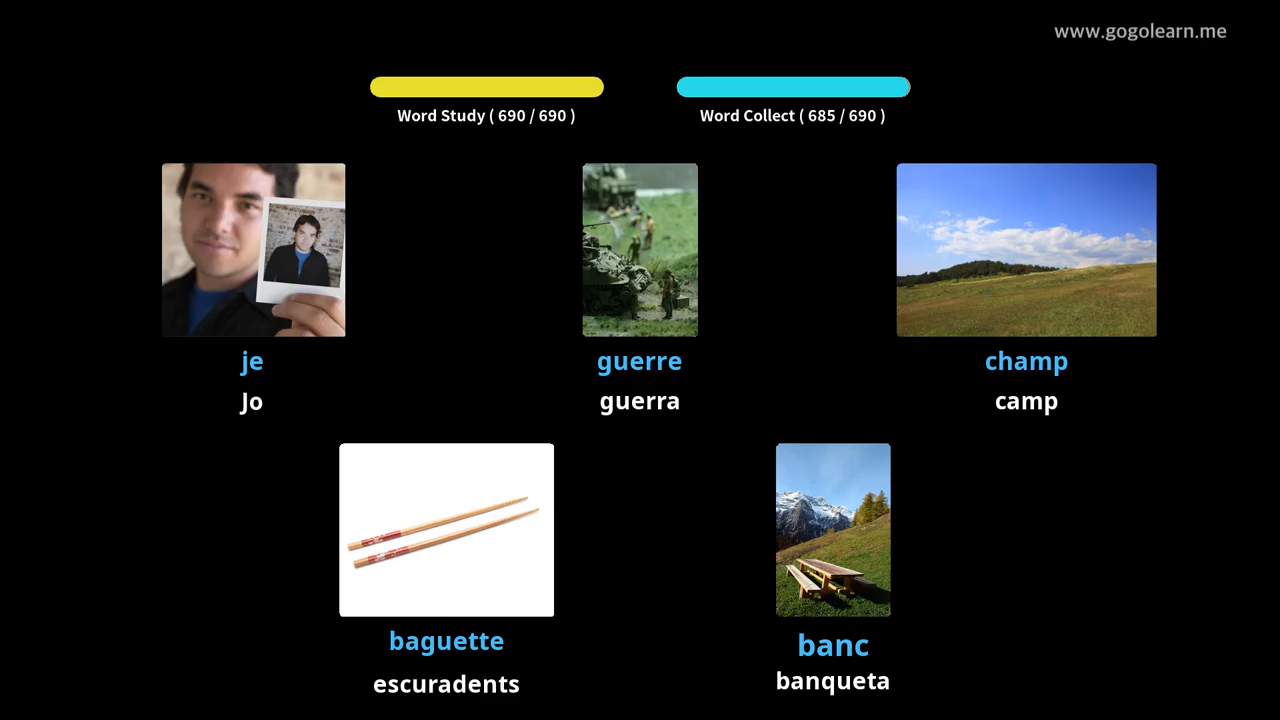 www.gogolearn.me
Word Study ( 690 / 690 )
Word Collect ( 685 / 690 )
je
guerre
champ
Jo
guerra
camp
baguette
banc
escuradents
banqueta